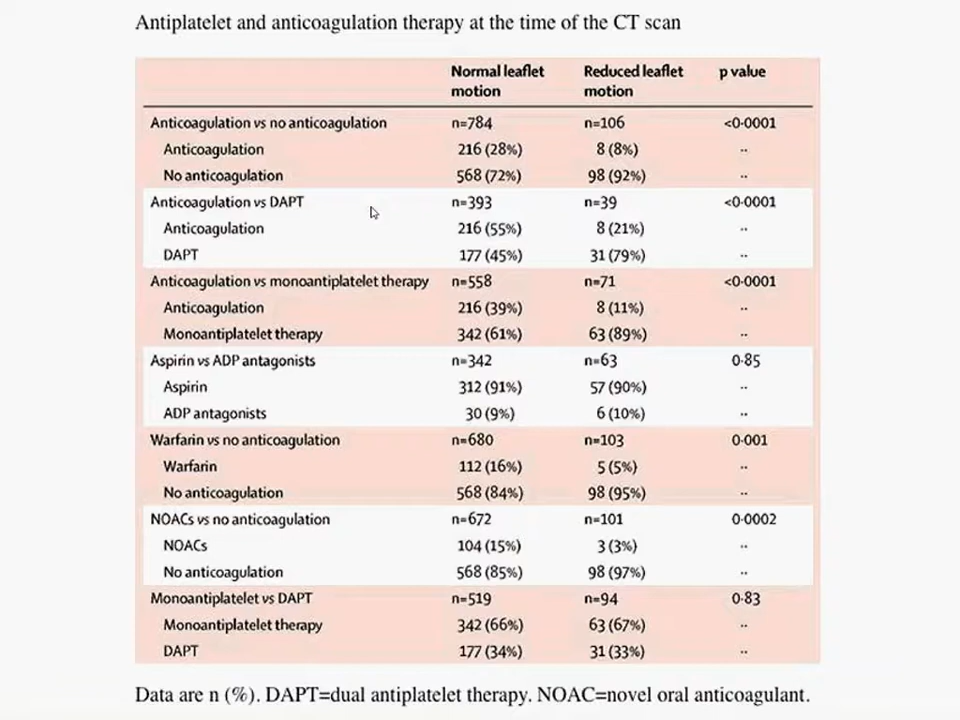 Antiplatelet and anticoagulation therapy at the time of the CT scan
Normal leaflet motion Reduced leaflet motion p value
Anticoagulation vs no anticoagulation n=784 n=106 <0·0001
Anticoagulation 216 (28%) 8 (8%) ··
No anticoagulation 568 (72%) 98 (92%) ··
Anticoagulation vs DAPT n=393 n=39 <0·0001
Anticoagulation 216 (55%) 8 (21%) ··
DAPT 177 (45%) 31 (79%) ··
Anticoagulation vs monoantiplatelet therapy n=558 n=71 <0·0001
Anticoagulation 216 (39%) 8 (11%) ··
Monoantiplatelet therapy 342 (61%) 63 (89%) ··
Aspirin vs ADP antagonists n=342 n=63 0·85
Aspirin 312 (91%) 57 (90%) ··
ADP antagonists 30 (9%) 6 (10%) ··
Warfarin vs no anticoagulation n=680 n=103 0·001
Warfarin 112 (16%) 5 (5%) ··
No anticoagulation 568 (84%) 98 (95%) ··
NOACs vs no anticoagulation n=672 n=101 0·0002
NOACs 104 (15%) 3 (3%) ··
No anticoagulation 568 (85%) 98 (97%) ··
Monoantiplatelet vs DAPT n=519 n=94 0·83
Monoantiplatelet therapy 342 (66%) 63 (67%) ··
DAPT 177 (34%) 31 (33%) ··
Data are n (%). DAPT=dual antiplatelet therapy. NOAC=novel oral anticoagulant.